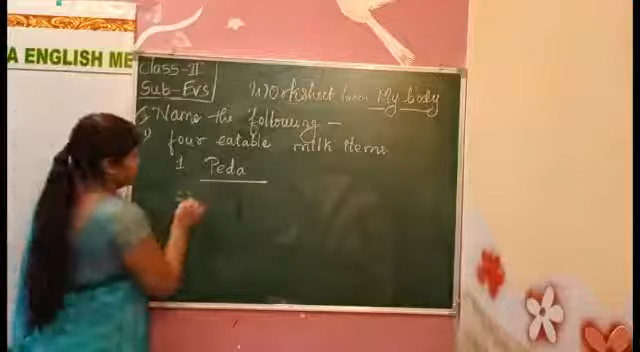 A ENGLISH ME
Class-II
Sub-Evs
Worksheet from My body
I Name the following -
1) four eatable milk items.
1. Peda